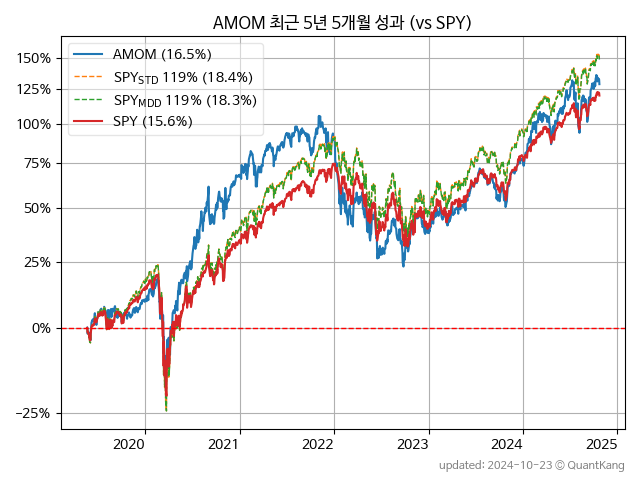 AMOM 최근 5년 5개월 성과 (vs SPY)
AMOM (16.5%)
SPY_STD 119% (18.4%)
SPY_MDD 119% (18.3%)
SPY (15.6%)
150%
125%
100%
75%
50%
25%
0%
−25%
2020 2021 2022 2023 2024 2025
updated: 2024-10-23 © QuantKang